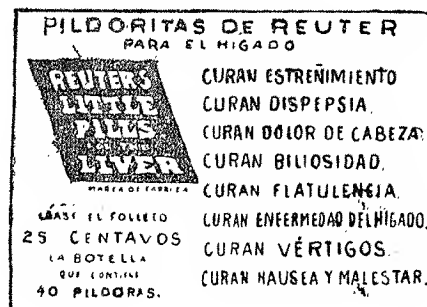 PILDORITAS DE REUTER
PARA EL HIGADO
REUTER'S
LITTLE
PILLS
LIVER
MARCA DE FABRICA
LÉASE EL FOLLETO
25 CENTAVOS
LA BOTELLA
QUE CONTIENE
40 PILDORAS.
CURAN ESTREÑIMIENTO
CURAN DISPEPSIA.
CURAN DOLOR DE CABEZA.
CURAN BILIOSIDAD.
CURAN FLATULENCIA.
CURAN ENFERMEDAD DEL HIGADO.
CURAN VÉRTIGOS.
CURAN NAUSEA Y MALESTAR.